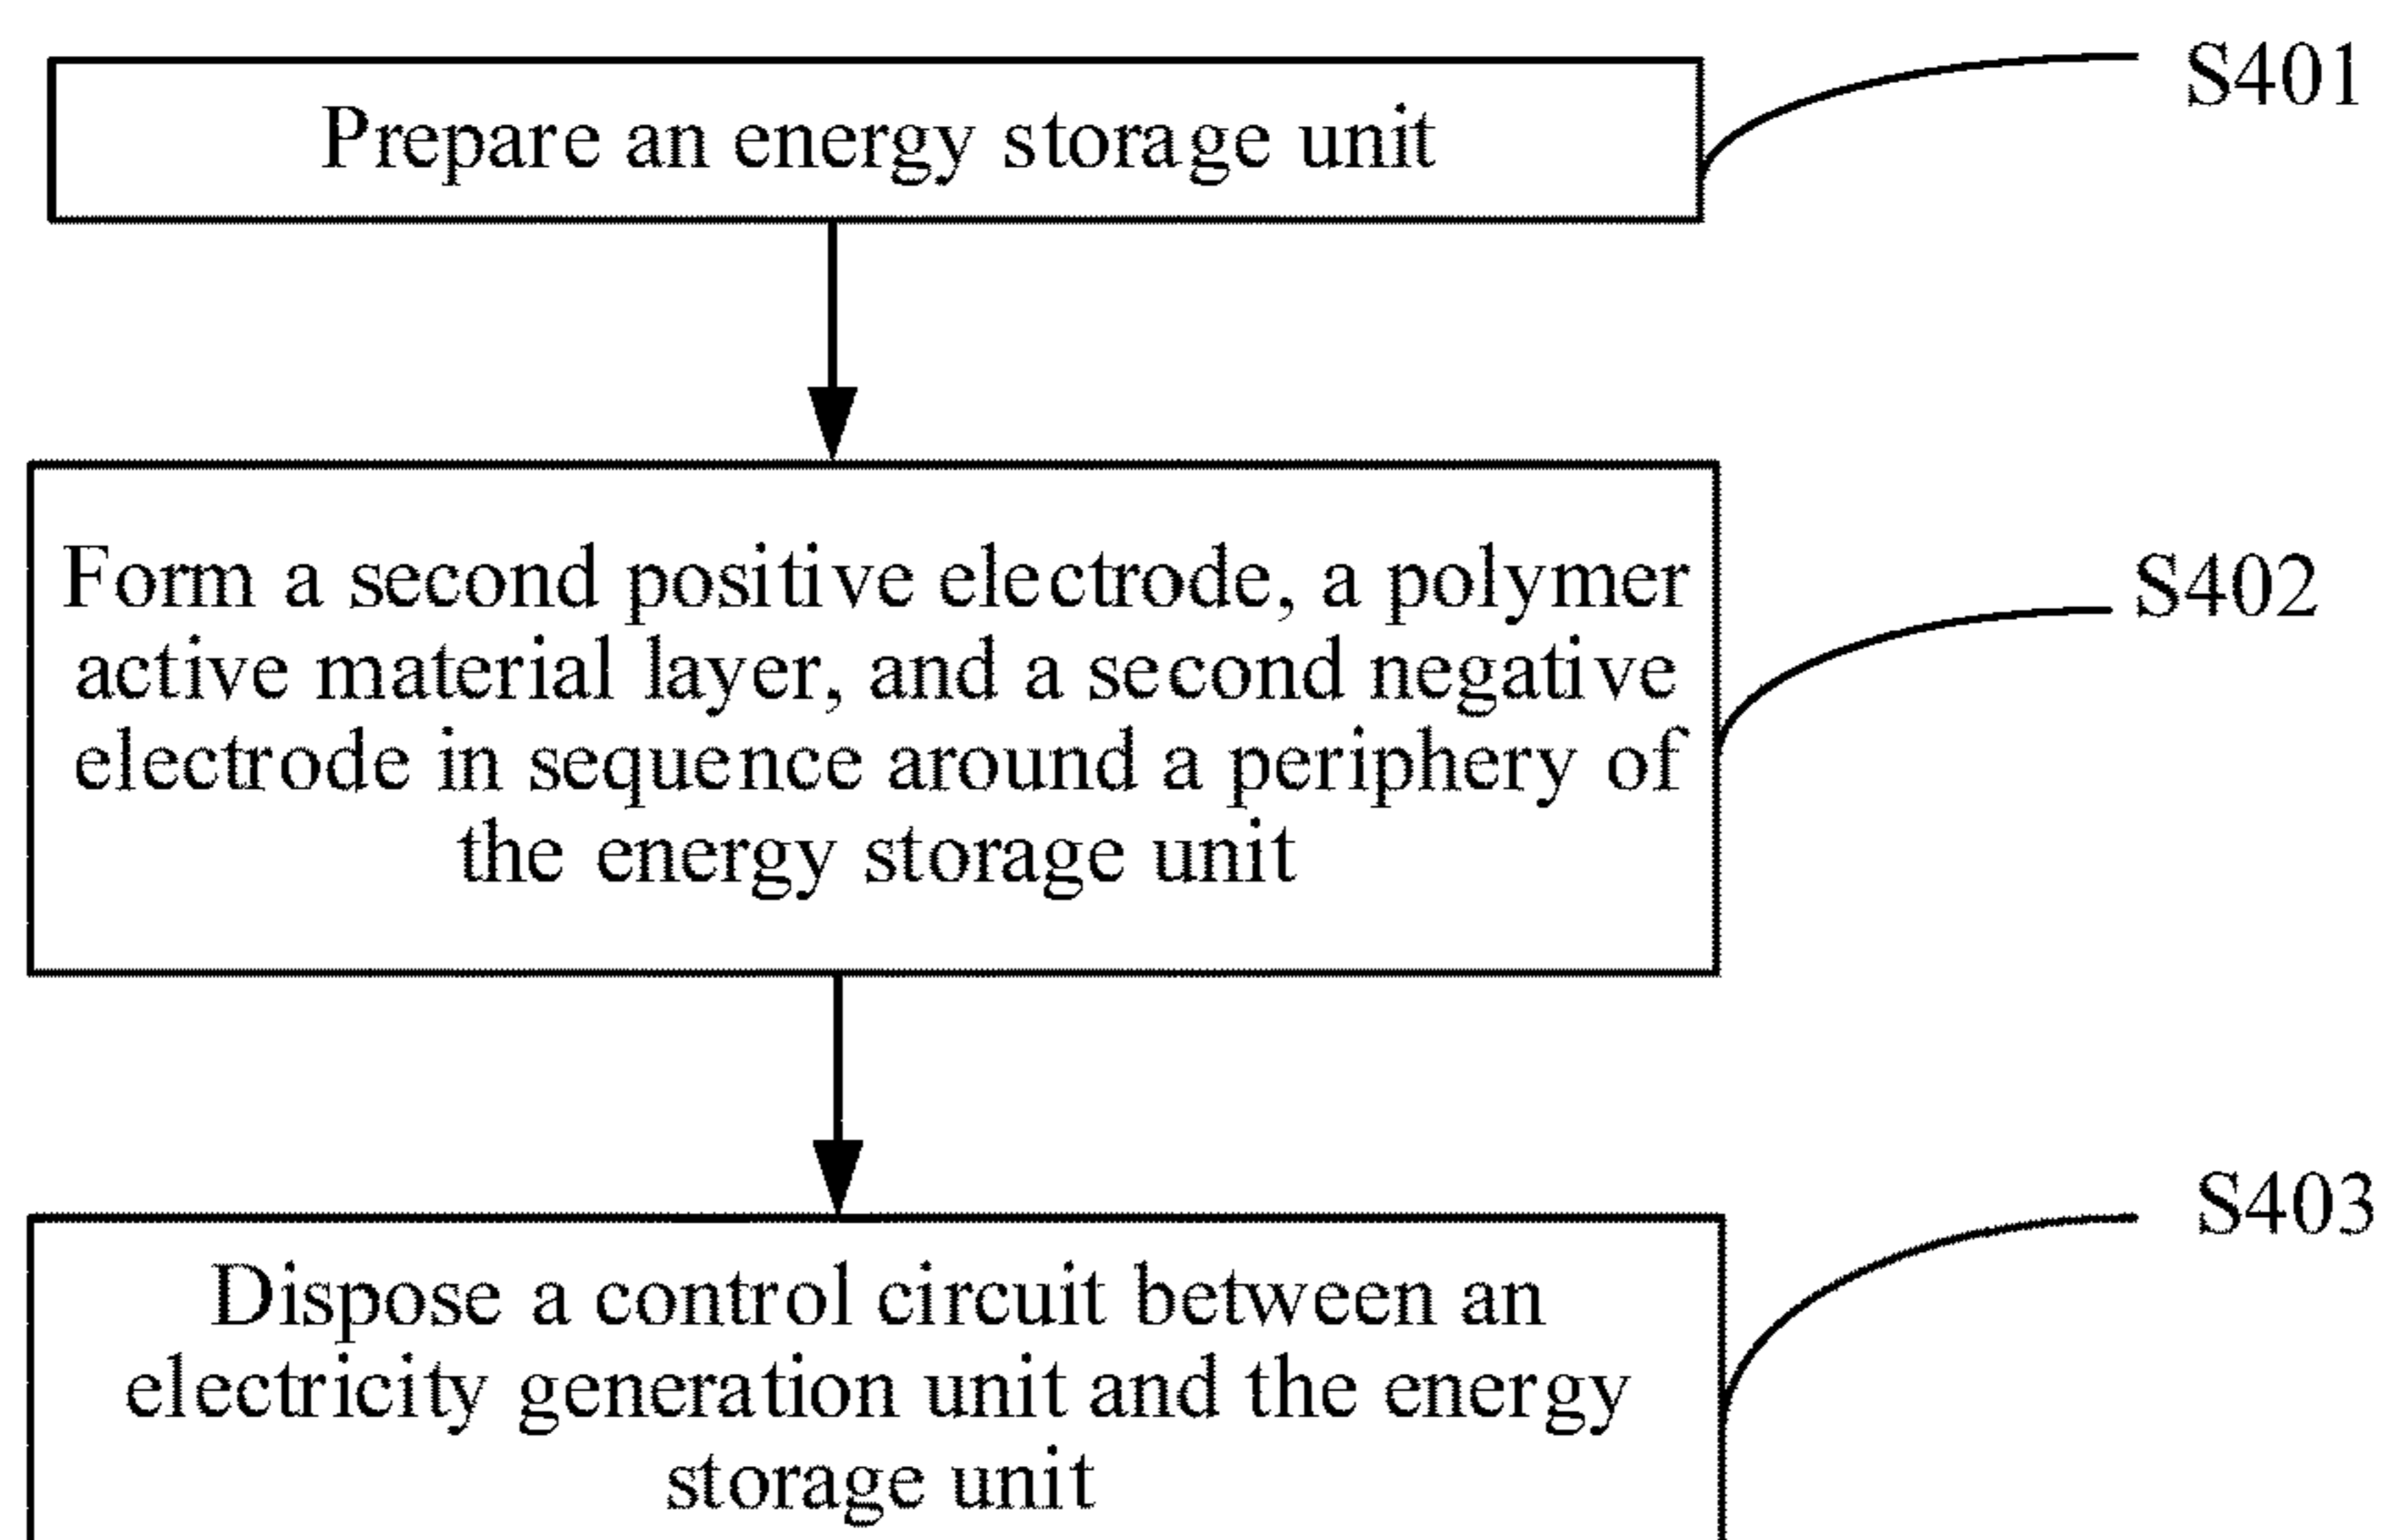 Prepare an energy storage unit
S401
Form a second positive electrode, a polymer
active material layer, and a second negative
electrode in sequence around a periphery of
the energy storage unit
S402
Dispose a control circuit between an
electricity generation unit and the energy
storage unit
S403